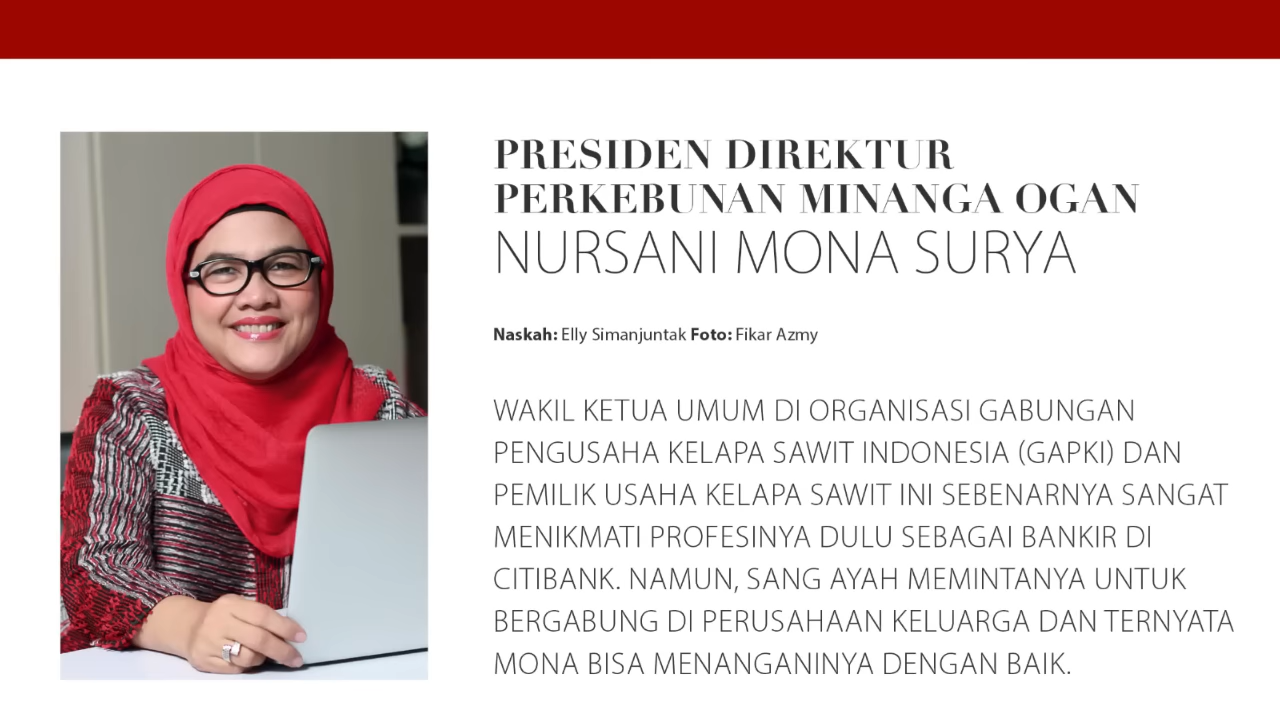 PRESIDEN DIREKTUR
PERKEBUNAN MINANGA OGAN
NURSANI MONA SURYA
Naskah: Elly Simanjuntak Foto: Fikar Azmy
WAKIL KETUA UMUM DI ORGANISASI GABUNGAN
PENGUSAHA KELAPA SAWIT INDONESIA (GAPKI) DAN
PEMILIK USAHA KELAPA SAWIT INI SEBENARNYA SANGAT
MENIKMATI PROFESINYA DULU SEBAGAI BANKIR DI
CITIBANK. NAMUN, SANG AYAH MEMINTANYA UNTUK
BERGABUNG DI PERUSAHAAN KELUARGA DAN TERNYATA
MONA BISA MENANGANINYA DENGAN BAIK.